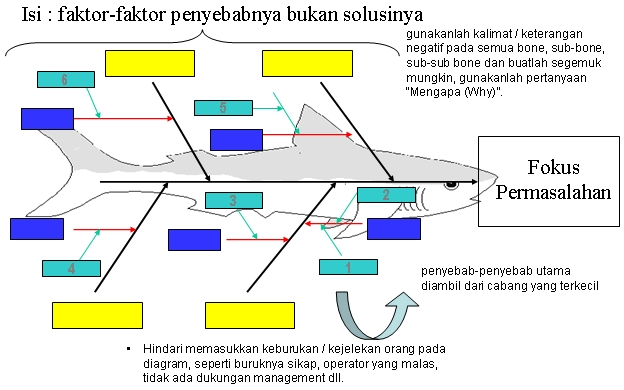 Isi : faktor-faktor penyebabnya bukan solusinya
gunakanlah kalimat / keterangan
negatif pada semua bone, sub-bone,
sub-sub bone dan buatlah segemuk
mungkin, gunakanlah pertanyaan
"Mengapa (Why)".
6
5
Fokus
Permasalahan
3
2
4
1
penyebab-penyebab utama
diambil dari cabang yang terkecil
• Hindari memasukkan keburukan / kejelekan orang pada
diagram, seperti buruknya sikap, operator yang malas,
tidak ada dukungan management dll.